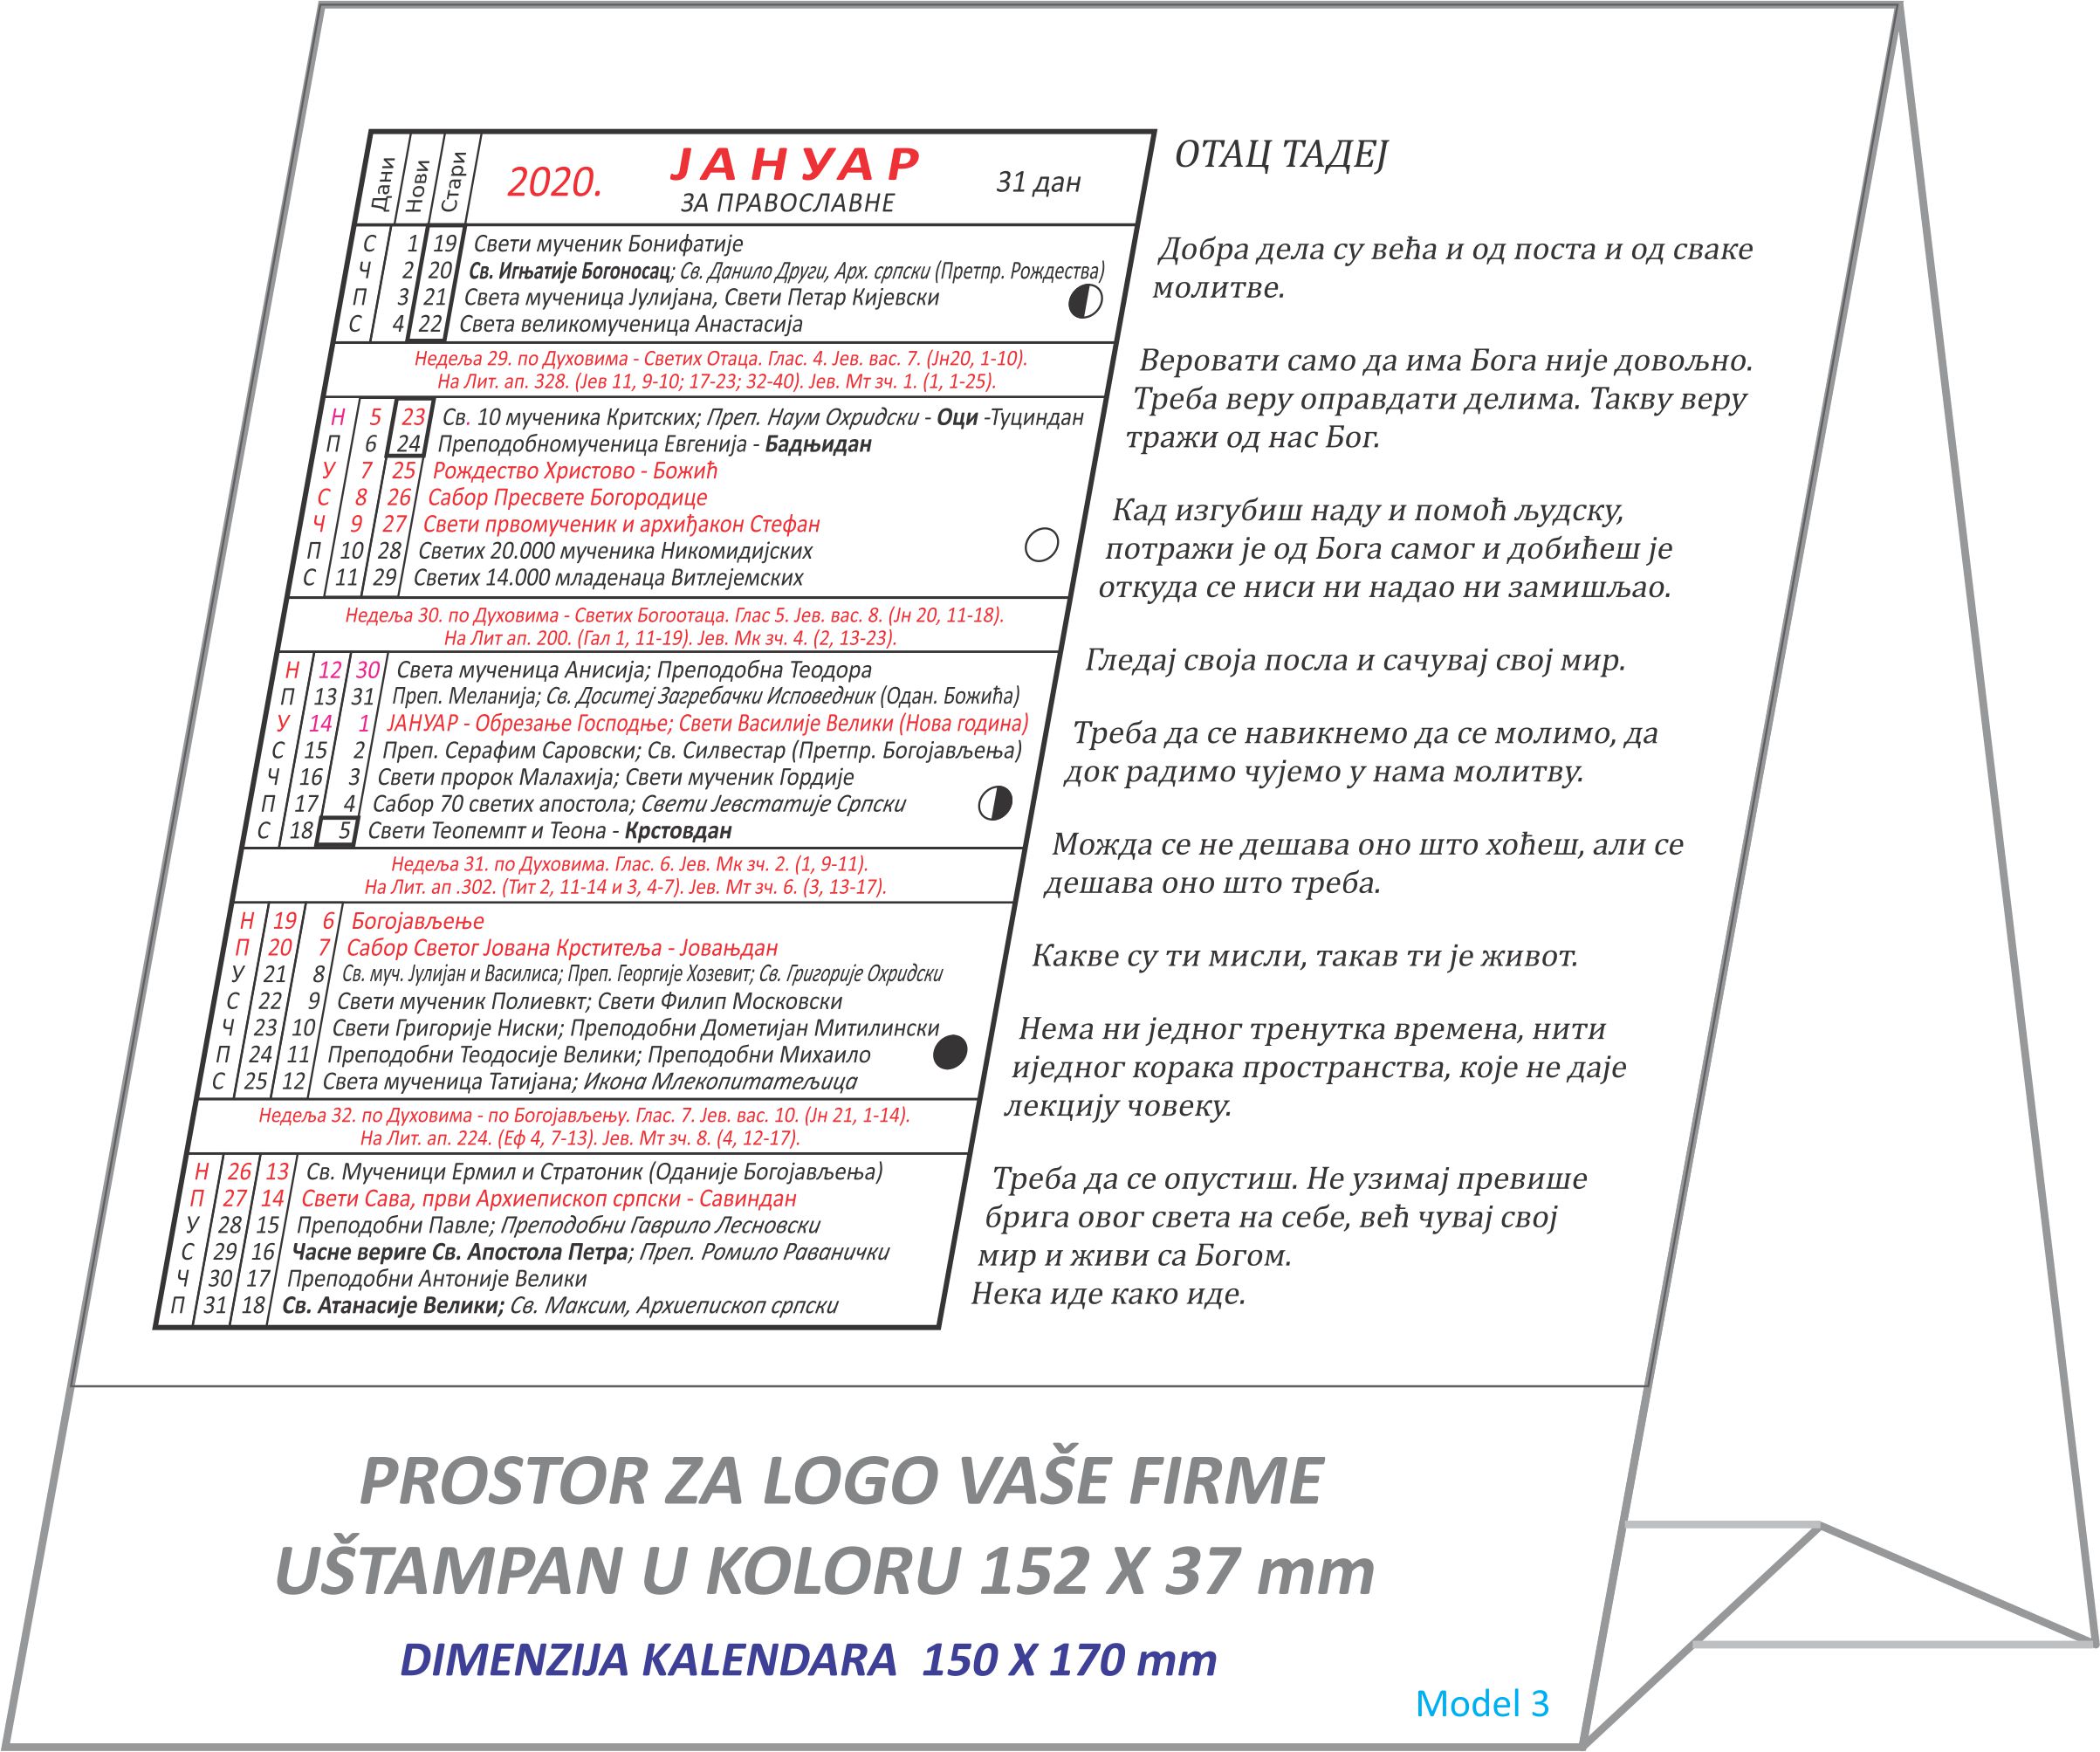 Дани Нови Стари 2020. ЈАНУАР 31 дан
ЗА ПРАВОСЛАВНЕ
С 1 19 Свети мученик Бонифатије
Ч 2 20 Св. Игњатије Богоносац; Св. Данило Други, Арх. српски (Претпр. Рождества)
П 3 21 Света мученица Јулијана, Свети Петар Кијевски
С 4 22 Света великомученица Анастасија
Недеља 29. по Духовима - Светих Отаца. Глас. 4. Јев. вас. 7. (Јн20, 1-10).
На Лит. ап. 328. (Јев 11, 9-10; 17-23; 32-40). Јев. Мт зч. 1. (1, 1-25).
Н 5 23 Св. 10 мученика Критских; Преп. Наум Охридски - Оци -Туциндан
П 6 24 Преподобномученица Евгенија - Бадњидан
У 7 25 Рождество Христово - Божић
С 8 26 Сабор Пресвете Богородице
Ч 9 27 Свети првомученик и архиђакон Стефан
П 10 28 Светих 20.000 мученика Никомидијских
С 11 29 Светих 14.000 младенаца Витлејемских
Недеља 30. по Духовима - Светих Богоотаца. Глас 5. Јев. вас. 8. (Јн 20, 11-18).
На Лит ап. 200. (Гал 1, 11-19). Јев. Мк зч. 4. (2, 13-23).
Н 12 30 Света мученица Анисија; Преподобна Теодора
П 13 31 Преп. Меланија; Св. Доситеј Загребачки Исповедник (Одан. Божића)
У 14 1 ЈАНУАР - Обрезање Господње; Свети Василије Велики (Нова година)
С 15 2 Преп. Серафим Саровски; Св. Силвестар (Претпр. Богојављења)
Ч 16 3 Свети пророк Малахија; Свети мученик Гордије
П 17 4 Сабор 70 светих апостола; Свети Јевстатије Српски
С 18 5 Свети Теопемпт и Теона - Крстовдан
Недеља 31. по Духовима. Глас. 6. Јев. Мк зч. 2. (1, 9-11).
На Лит. ап .302. (Тит 2, 11-14 и 3, 4-7). Јев. Мт зч. 6. (3, 13-17).
Н 19 6 Богојављење
П 20 7 Сабор Светог Јована Крститеља - Јовањдан
У 21 8 Св. муч. Јулијан и Василиса; Преп. Георгије Хозевит; Св. Григорије Охридски
С 22 9 Свети мученик Полиевкт; Свети Филип Московски
Ч 23 10 Свети Григорије Ниски; Преподобни Дометијан Митилински
П 24 11 Преподобни Теодосије Велики; Преподобни Михаило
С 25 12 Света мученица Татијана; Икона Млекопитатељица
Недеља 32. по Духовима - по Богојављењу. Глас. 7. Јев. вас. 10. (Јн 21, 1-14).
На Лит. ап. 224. (Еф 4, 7-13). Јев. Мт зч. 8. (4, 12-17).
Н 26 13 Св. Мученици Ермил и Стратоник (Оданије Богојављења)
П 27 14 Свети Сава, први Архиепископ српски - Савиндан
У 28 15 Преподобни Павле; Преподобни Гаврило Лесновски
С 29 16 Часне вериге Св. Апостола Петра; Преп. Ромило Раванички
Ч 30 17 Преподобни Антоније Велики
П 31 18 Св. Атанасије Велики; Св. Максим, Архиепископ српски
ОТАЦ ТАДЕЈ
Добра дела су већа и од поста и од сваке
молитве.
Веровати само да има Бога није довољно.
Треба веру оправдати делима. Такву веру
тражи од нас Бог.
Кад изгубиш наду и помоћ људску,
потражи је од Бога самог и добићеш је
откуда се ниси ни надао ни замишљао.
Гледај своја посла и сачувај свој мир.
Треба да се навикнемо да се молимо, да
док радимо чујемо у нама молитву.
Можда се не дешава оно што хоћеш, али се
дешава оно што треба.
Какве су ти мисли, такав ти је живот.
Нема ни једног тренутка времена, нити
иједног корака пространства, које не даје
лекцију човеку.
Треба да се опустиш. Не узимај превише
брига овог света на себе, већ чувај свој
мир и живи са Богом.
Нека иде како иде.
PROSTOR ZA LOGO VAŠE FIRME
UŠTAMPAN U KOLORU 152 X 37 mm
DIMENZIJA KALENDARA 150 X 170 mm
Model 3